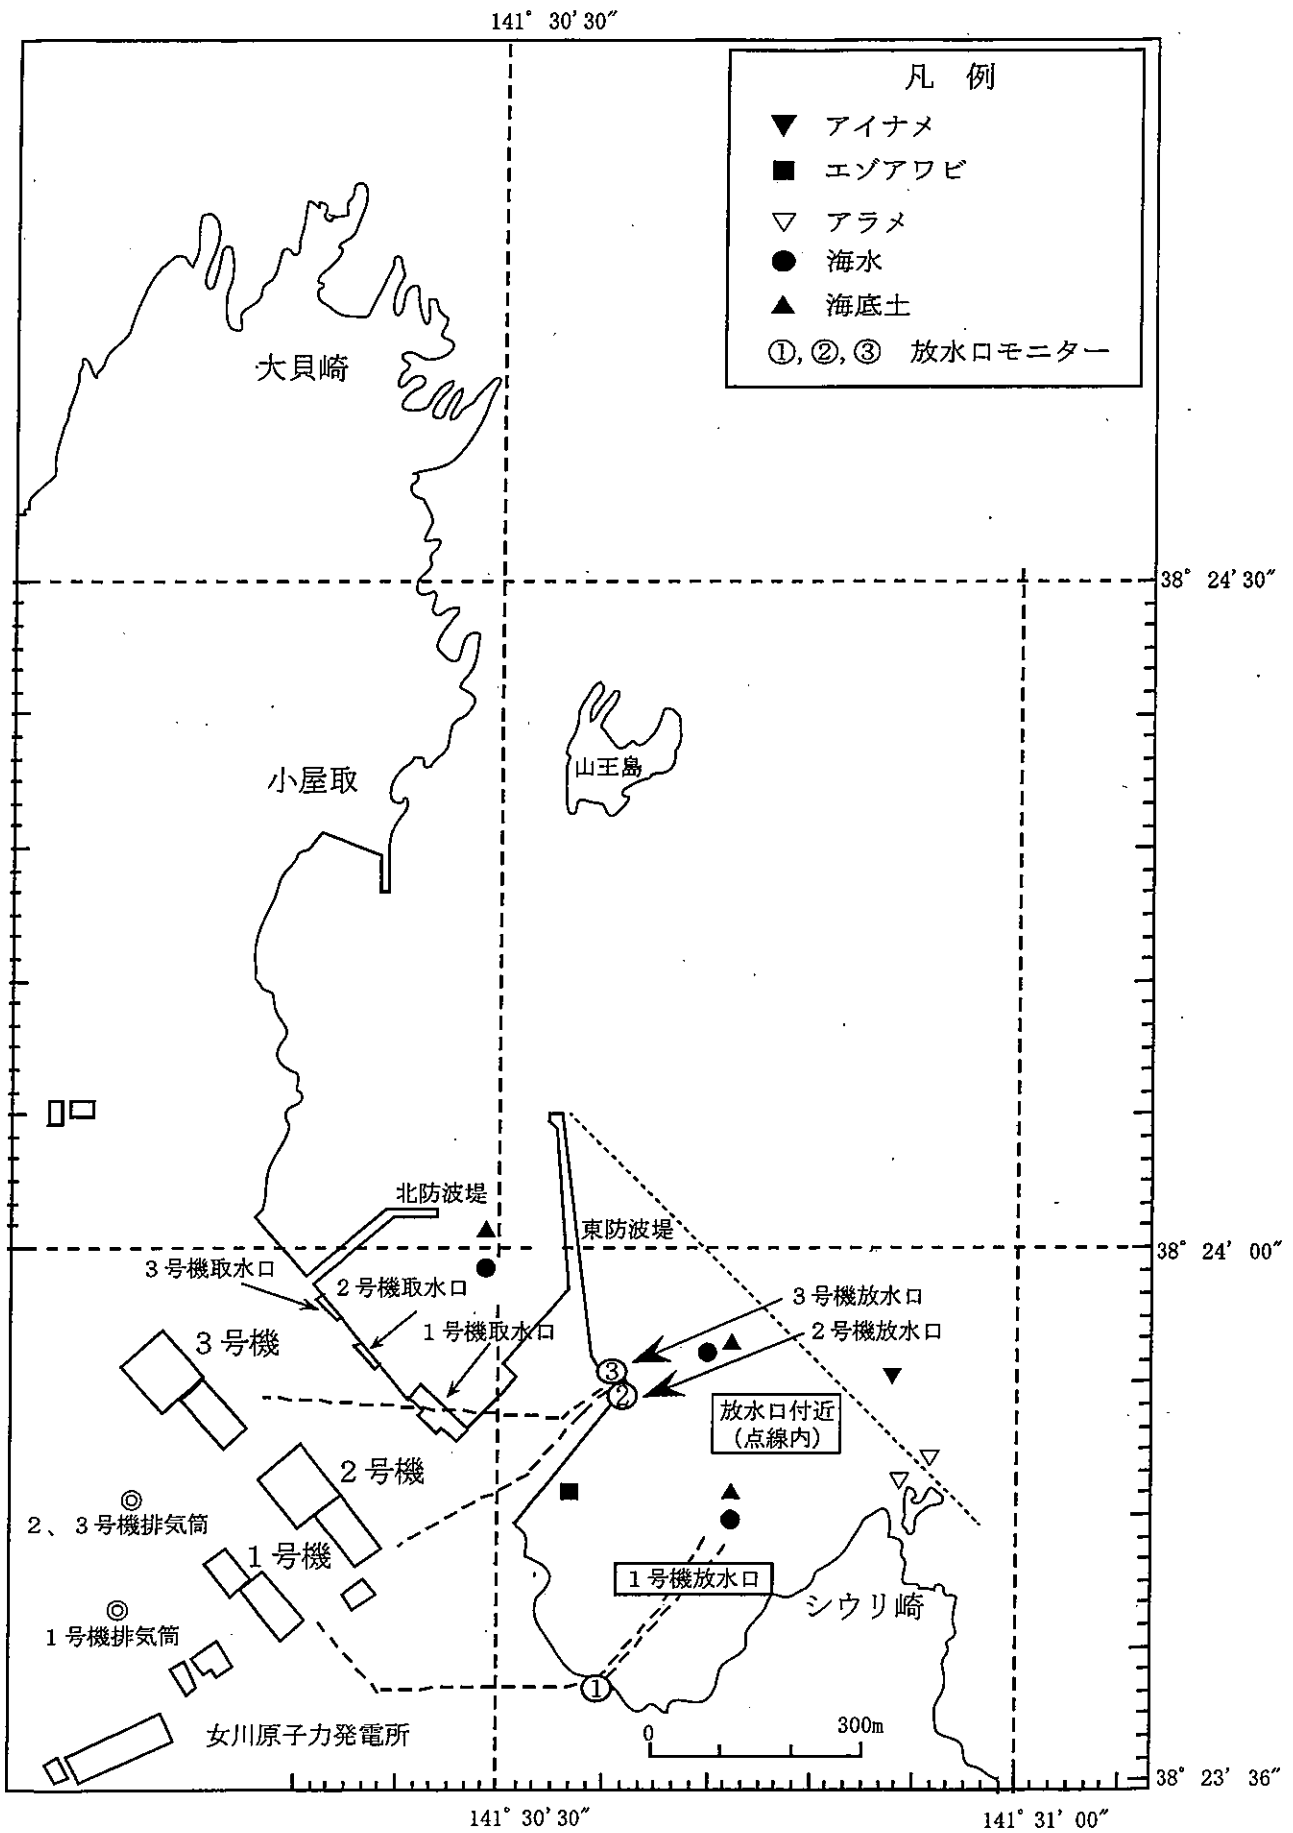 141° 30′30″
凡 例
アイナメ
エゾアワビ
アラメ
海水
海底土
①,②,③ 放水口モニター
大貝崎
38° 24′30″
山王島
小屋取
北防波堤
東防波堤
38° 24′ 00″
3号機取水口
2号機取水口
1号機取水口
3号機放水口
2号機放水口
3号機
③
②
放水口付近
(点線内)
2号機
2、3号機排気筒
1号機
1号機放水口
シウリ崎
1号機排気筒
①
女川原子力発電所
0 300m
38° 23′ 36″
141° 30′30″
141° 31′00″